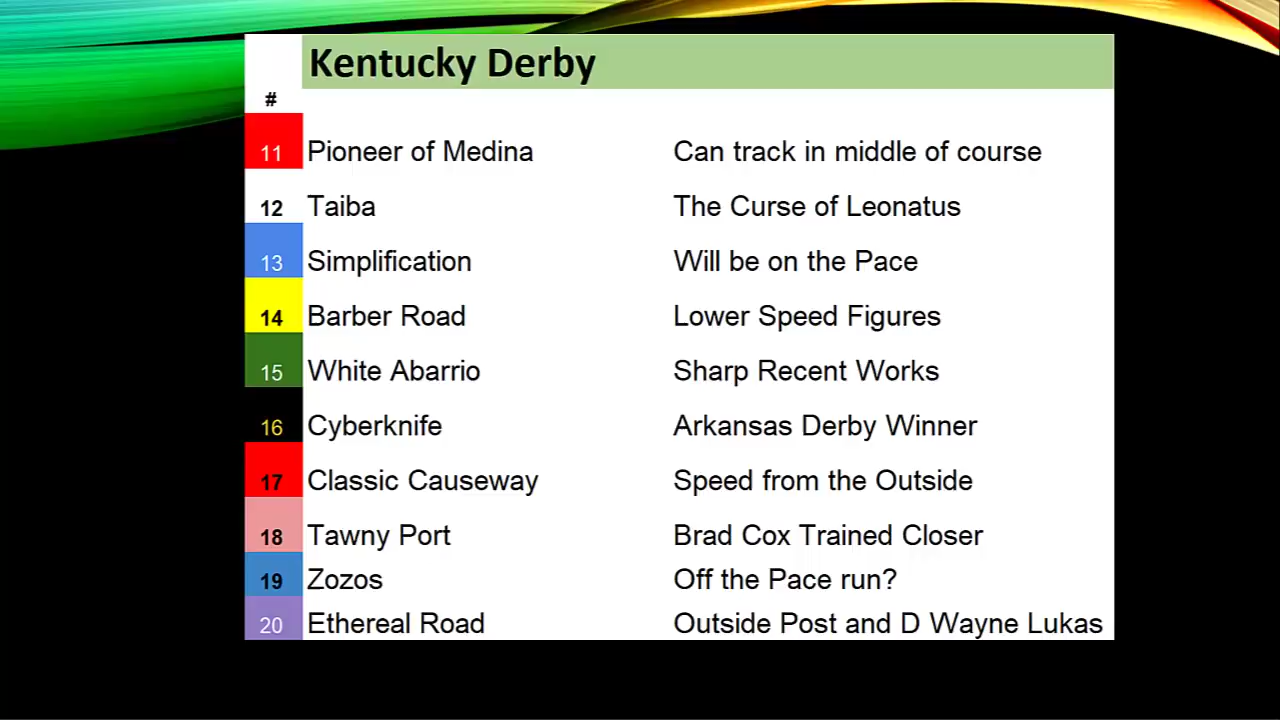 Kentucky Derby
#
11 Pioneer of Medina Can track in middle of course
12 Taiba The Curse of Leonatus
13 Simplification Will be on the Pace
14 Barber Road Lower Speed Figures
15 White Abarrio Sharp Recent Works
16 Cyberknife Arkansas Derby Winner
17 Classic Causeway Speed from the Outside
18 Tawny Port Brad Cox Trained Closer
19 Zozos Off the Pace run?
20 Ethereal Road Outside Post and D Wayne Lukas